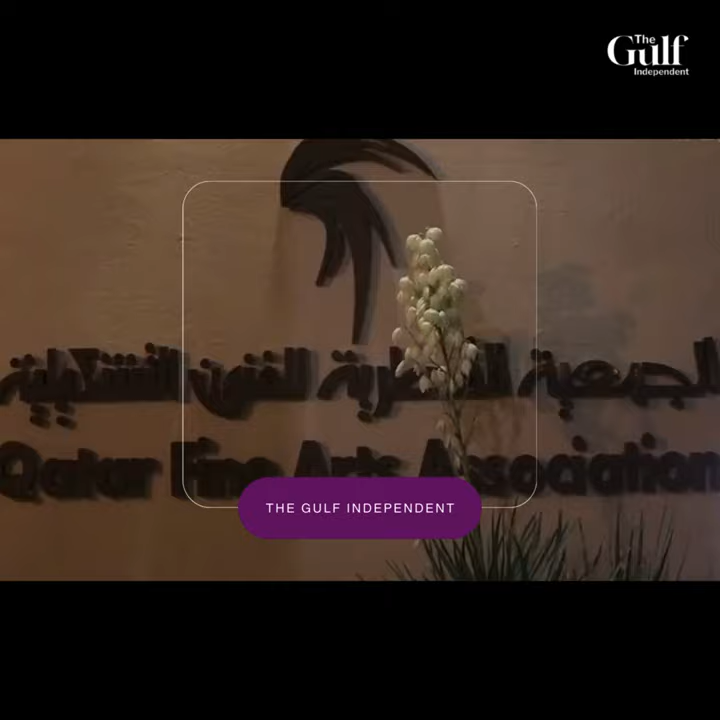 The
Gulf
Independent
الجمعية القطرية للفنون التشكيلية
Qatar Fine Arts Association
THE GULF INDEPENDENT